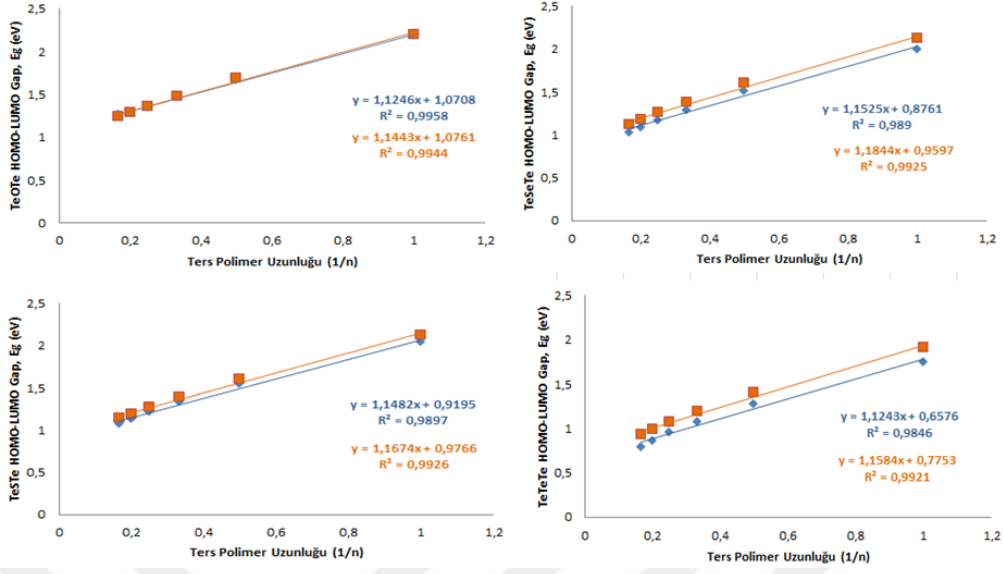 TeOTe HOMO-LUMO Gap, Eg (eV)
2,5
2
1,5
1
0,5
0
y = 1,1246x + 1,0708
R² = 0,9958
y = 1,1443x + 1,0761
R² = 0,9944
0 0,2 0,4 0,6 0,8 1 1,2
Ters Polimer Uzunluğu (1/n)
TeSeTe HOMO-LUMO Gap, Eg (eV)
2,5
2
1,5
1
0,5
0
y = 1,1525x + 0,8761
R² = 0,989
y = 1,1844x + 0,9597
R² = 0,9925
0 0,2 0,4 0,6 0,8 1 1,2
Ters Polimer Uzunluğu (1/n)
TeSTe HOMO-LUMO Gap, Eg (eV)
2,5
2
1,5
1
0,5
0
y = 1,1482x + 0,9195
R² = 0,9897
y = 1,1674x + 0,9766
R² = 0,9926
0 0,2 0,4 0,6 0,8 1 1,2
Ters Polimer Uzunluğu (1/n)
TeTeTe HOMO-LUMO Gap, Eg (eV)
2,5
2
1,5
1
0,5
0
y = 1,1243x + 0,6576
R² = 0,9846
y = 1,1584x + 0,7753
R² = 0,9921
0 0,2 0,4 0,6 0,8 1 1,2
Ters Polimer Uzunluğu (1/n)